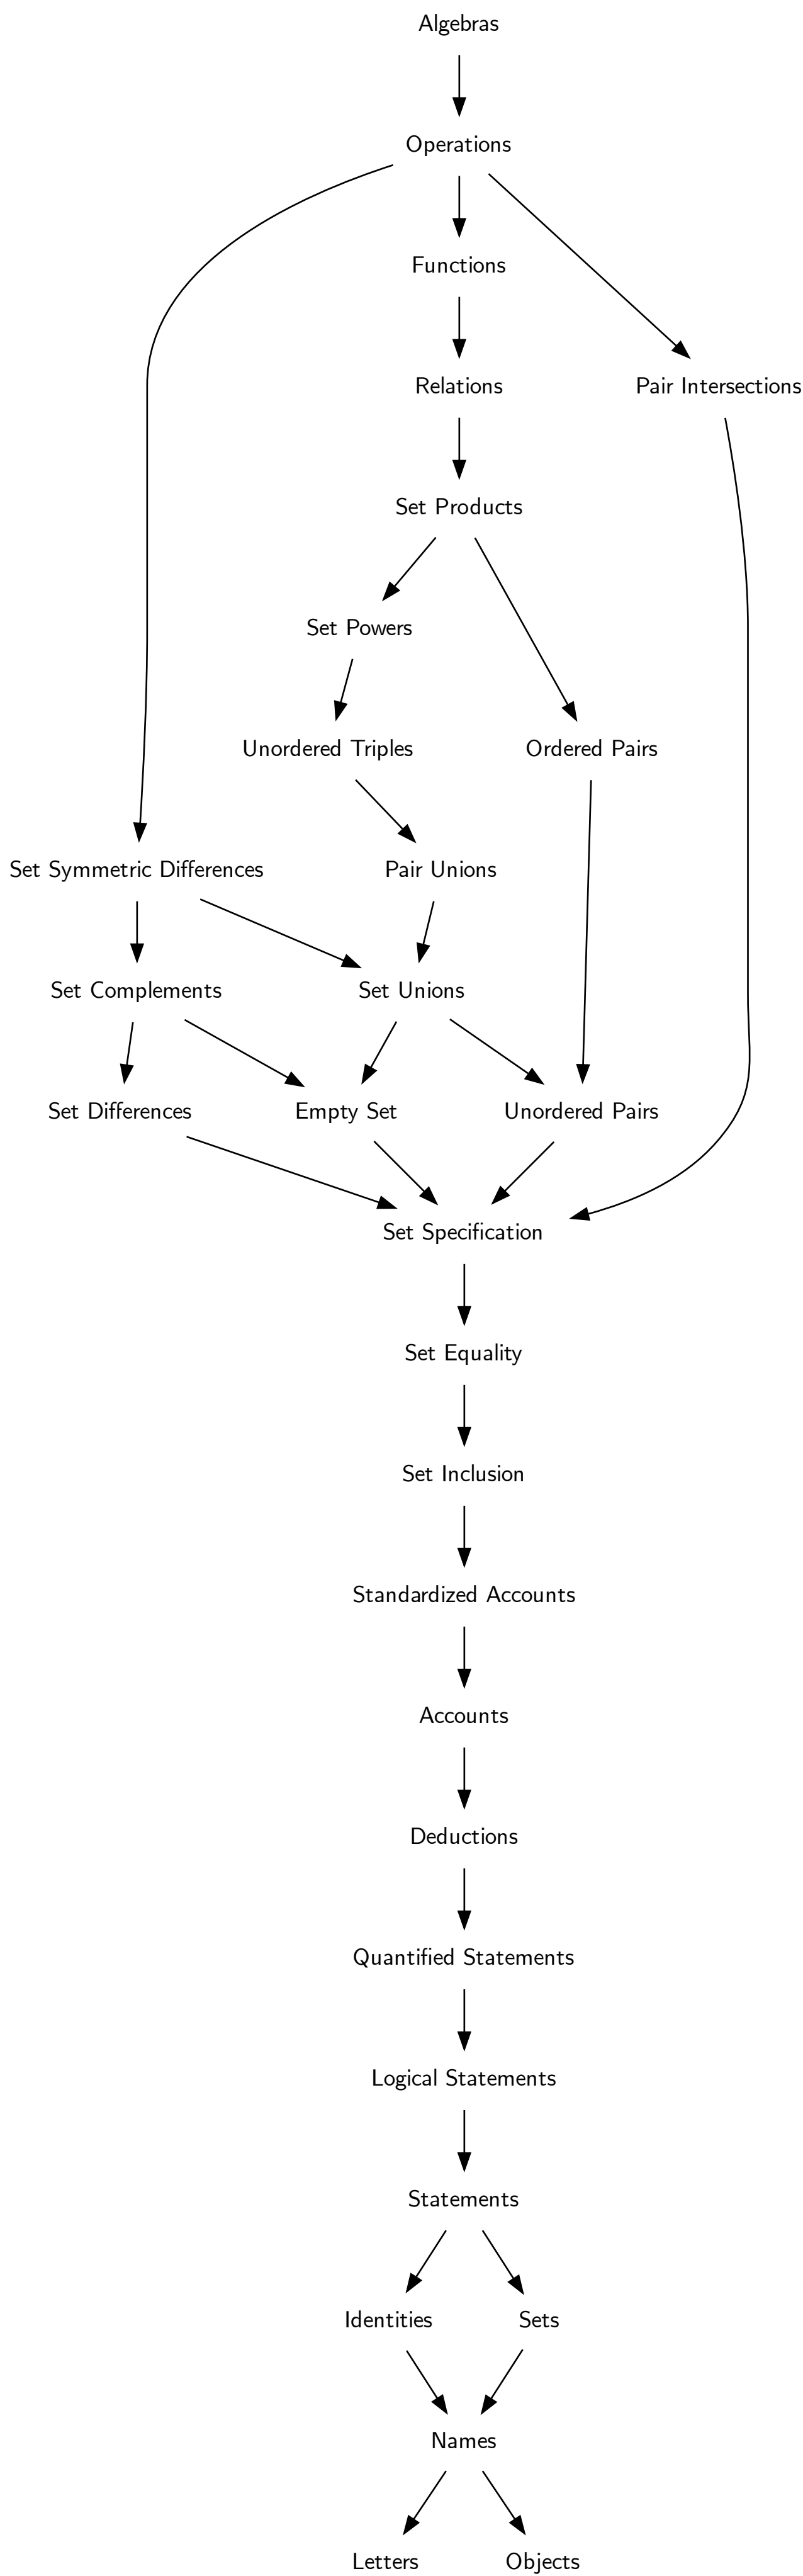 Algebras
Operations
Functions
Relations
Pair Intersections
Set Products
Set Powers
Unordered Triples
Ordered Pairs
Set Symmetric Differences
Pair Unions
Set Complements
Set Unions
Set Differences
Empty Set
Unordered Pairs
Set Specification
Set Equality
Set Inclusion
Standardized Accounts
Accounts
Deductions
Quantified Statements
Logical Statements
Statements
Identities
Sets
Names
Letters
Objects